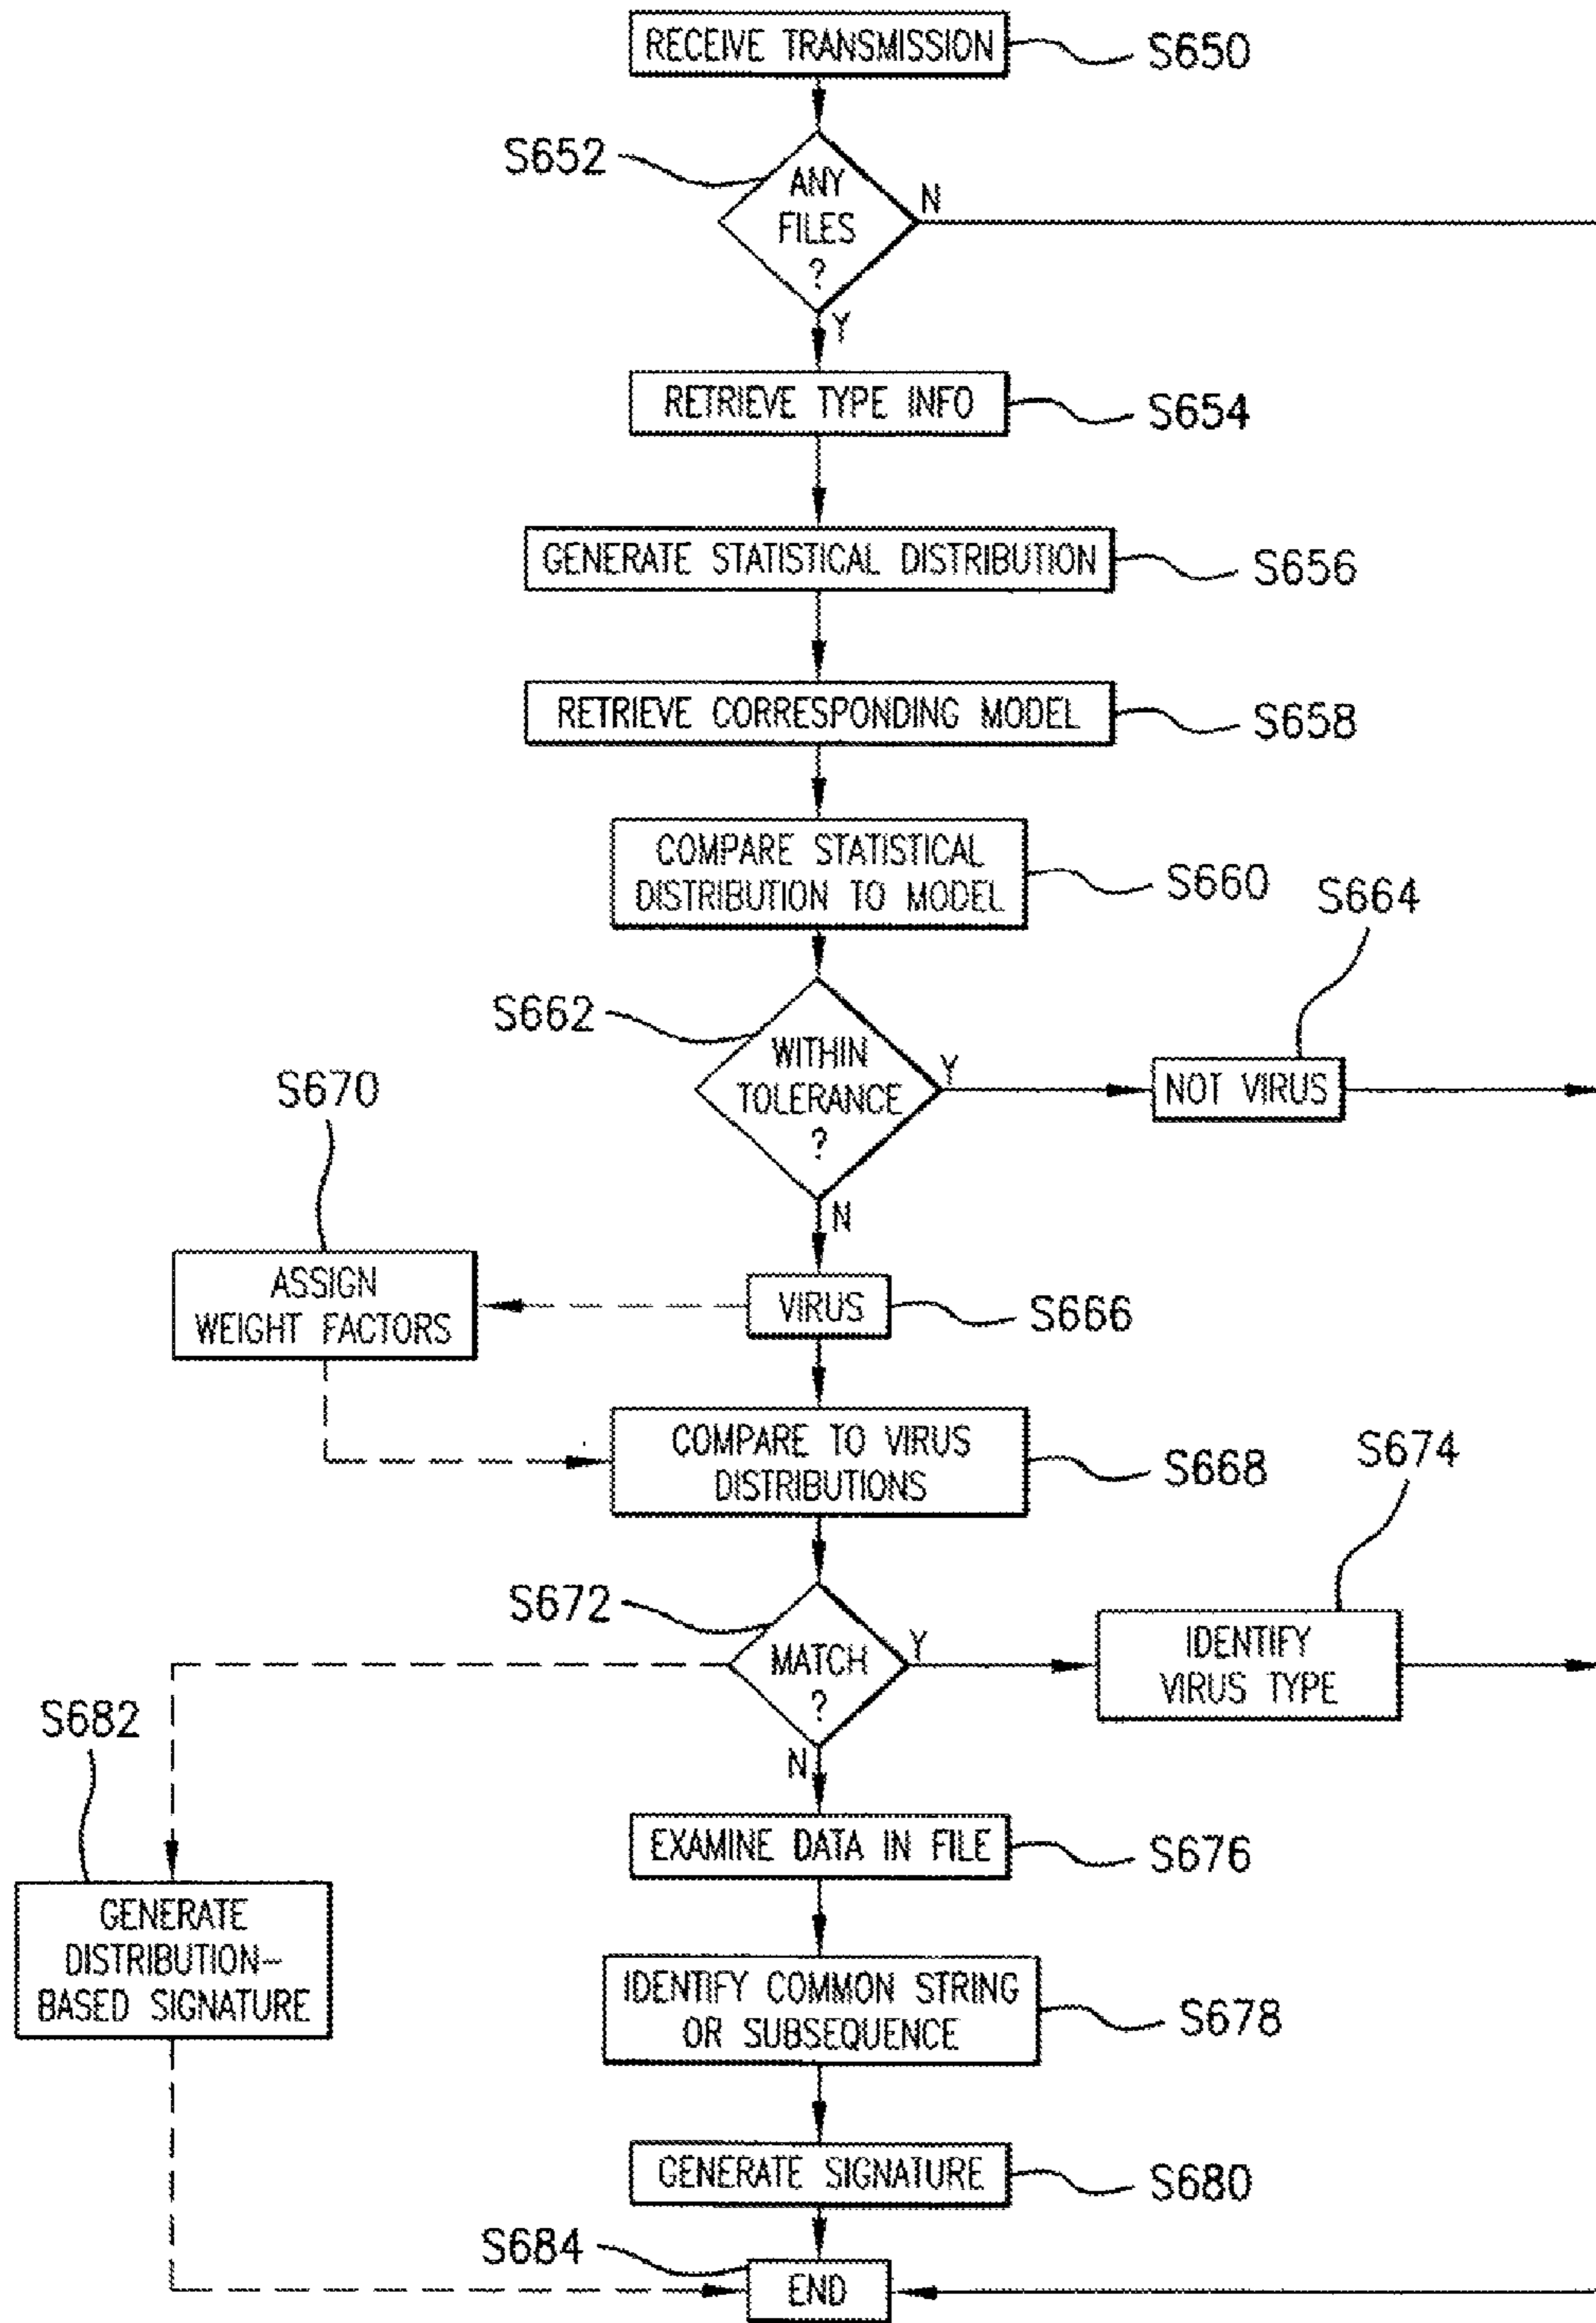 RECEIVE TRANSMISSION
S650
S652
ANY
FILES
?
N
Y
RETRIEVE TYPE INFO
S654
GENERATE STATISTICAL DISTRIBUTION
S656
RETRIEVE CORRESPONDING MODEL
S658
COMPARE STATISTICAL
DISTRIBUTION TO MODEL
S660
S664
S662
WITHIN
TOLERANCE
?
Y
NOT VIRUS
N
S670
ASSIGN
WEIGHT FACTORS
VIRUS
S666
COMPARE TO VIRUS
DISTRIBUTIONS
S668
S674
S672
MATCH
?
Y
IDENTIFY
VIRUS TYPE
N
S682
GENERATE
DISTRIBUTION-
BASED SIGNATURE
EXAMINE DATA IN FILE
S676
IDENTIFY COMMON STRING
OR SUBSEQUENCE
S678
GENERATE SIGNATURE
S680
S684
END